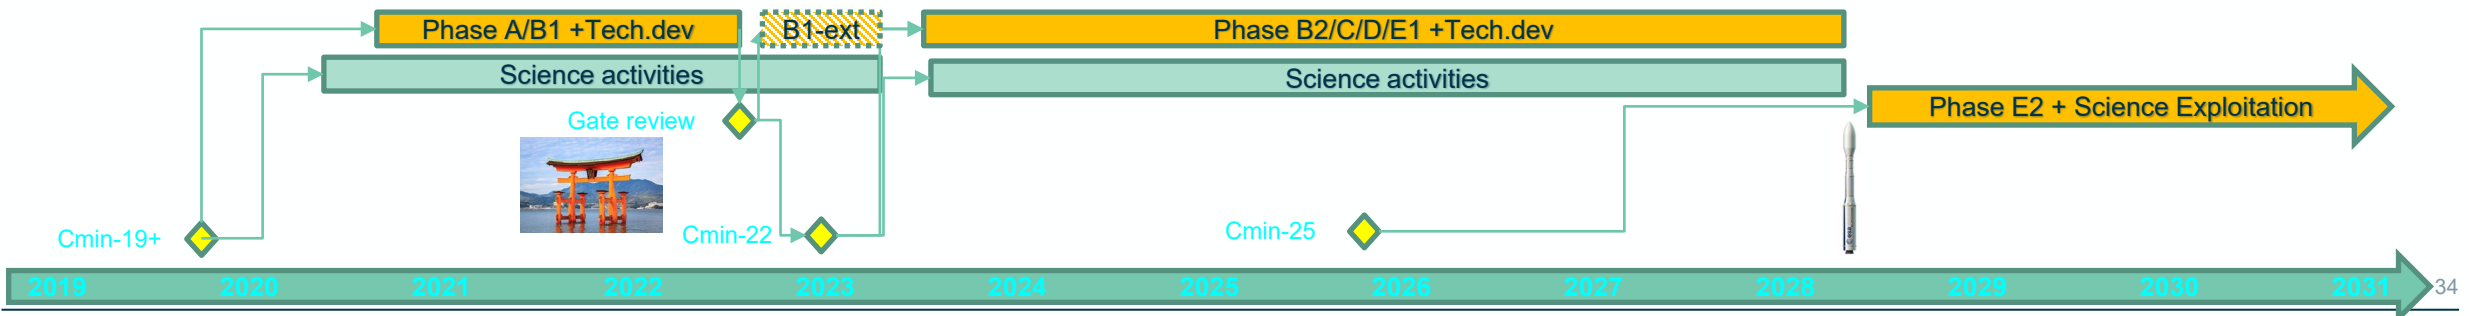 Phase A/B1 +Tech.dev
B1-ext
Phase B2/C/D/E1 +Tech.dev
Science activities
Science activities
Phase E2 + Science Exploitation
Gate review
Cmin-19+
Cmin-22
Cmin-25
2019 2020 2021 2022 2023 2024 2025 2026 2027 2028 2029 2030 2031
34